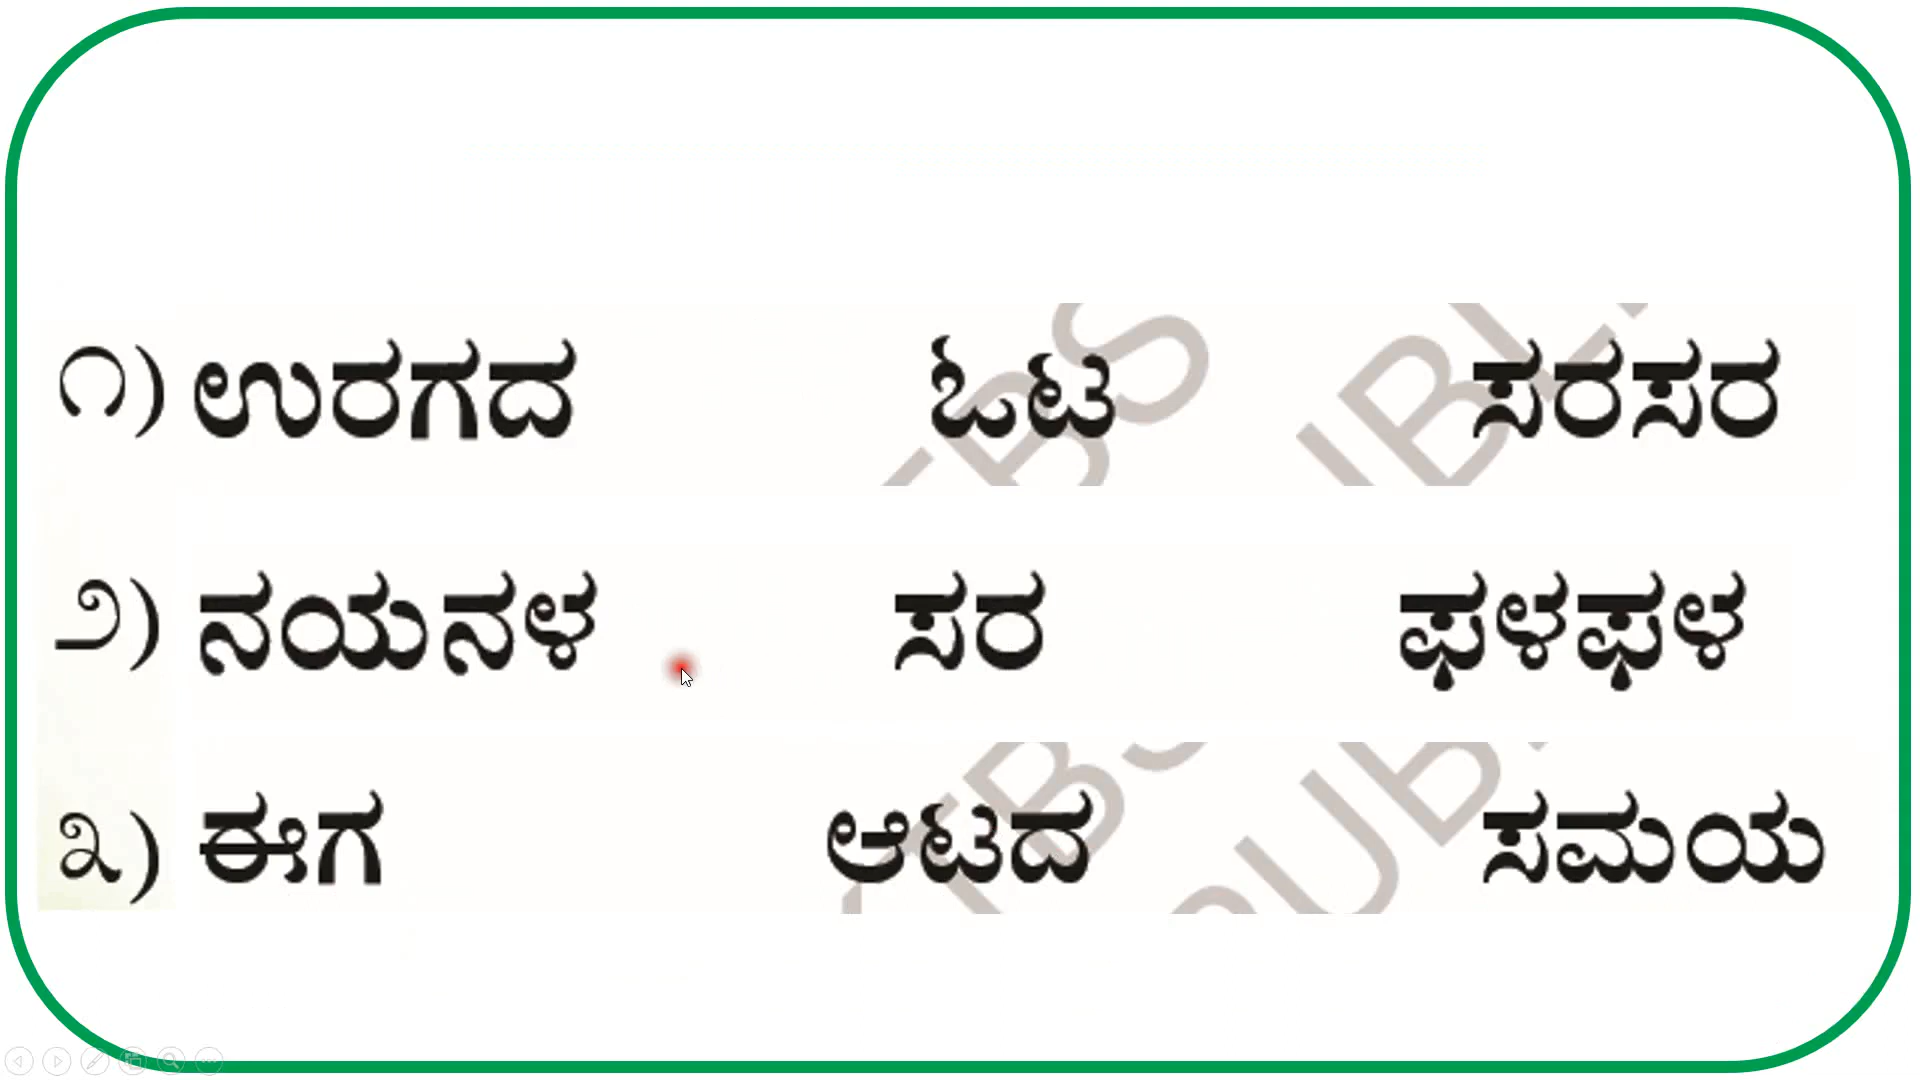 ೧) ಉರಗದ ಓಟ ಸರಸರ
೨) ನಯನಳ ಸರ ಫಳಫಳ
೩) ಈಗ ಆಟದ ಸಮಯ